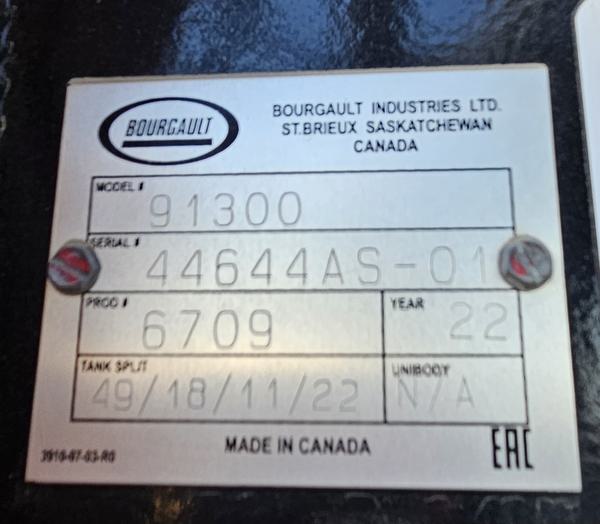 BOURGAULT
BOURGAULT INDUSTRIES LTD.
ST.BRIEUX SASKATCHEWAN
CANADA
MODEL #
91300
SERIAL #
44644AS-01
PROD #
6709
YEAR
22
TANK SPLIT
49/18/11/22
UNIBODY
N/A
MADE IN CANADA
3910-07-03-R0
EAC